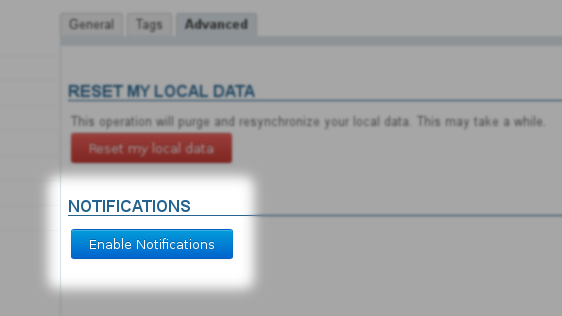 General Tags Advanced
RESET MY LOCAL DATA
This operation will purge and resynchronize your local data. This may take a while.
Reset my local data
NOTIFICATIONS
Enable Notifications